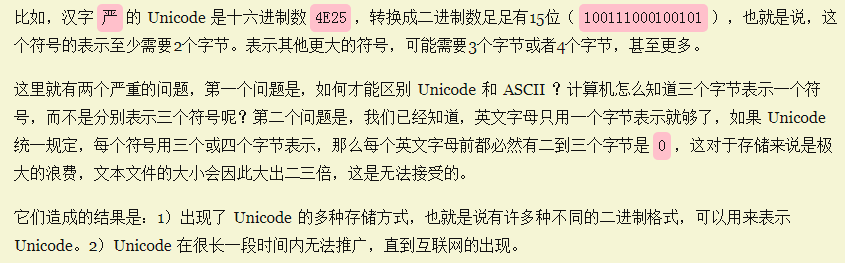 比如，汉字 严 的 Unicode 是十六进制数 4E25 ，转换成二进制数足足有15位（ 100111000100101 ），也就是说，这
个符号的表示至少需要2个字节。表示其他更大的符号，可能需要3个字节或者4个字节，甚至更多。
这里就有两个严重的问题，第一个问题是，如何才能区别 Unicode 和 ASCII ？计算机怎么知道三个字节表示一个符
号，而不是分别表示三个符号呢？第二个问题是，我们已经知道，英文字母只用一个字节表示就够了，如果 Unicode
统一规定，每个符号用三个或四个字节表示，那么每个英文字母前都必然有二到三个字节是 0 ，这对于存储来说是极
大的浪费，文本文件的大小会因此大出二三倍，这是无法接受的。
它们造成的结果是：1）出现了 Unicode 的多种存储方式，也就是说有许多种不同的二进制格式，可以用来表示
Unicode。2）Unicode 在很长一段时间内无法推广，直到互联网的出现。